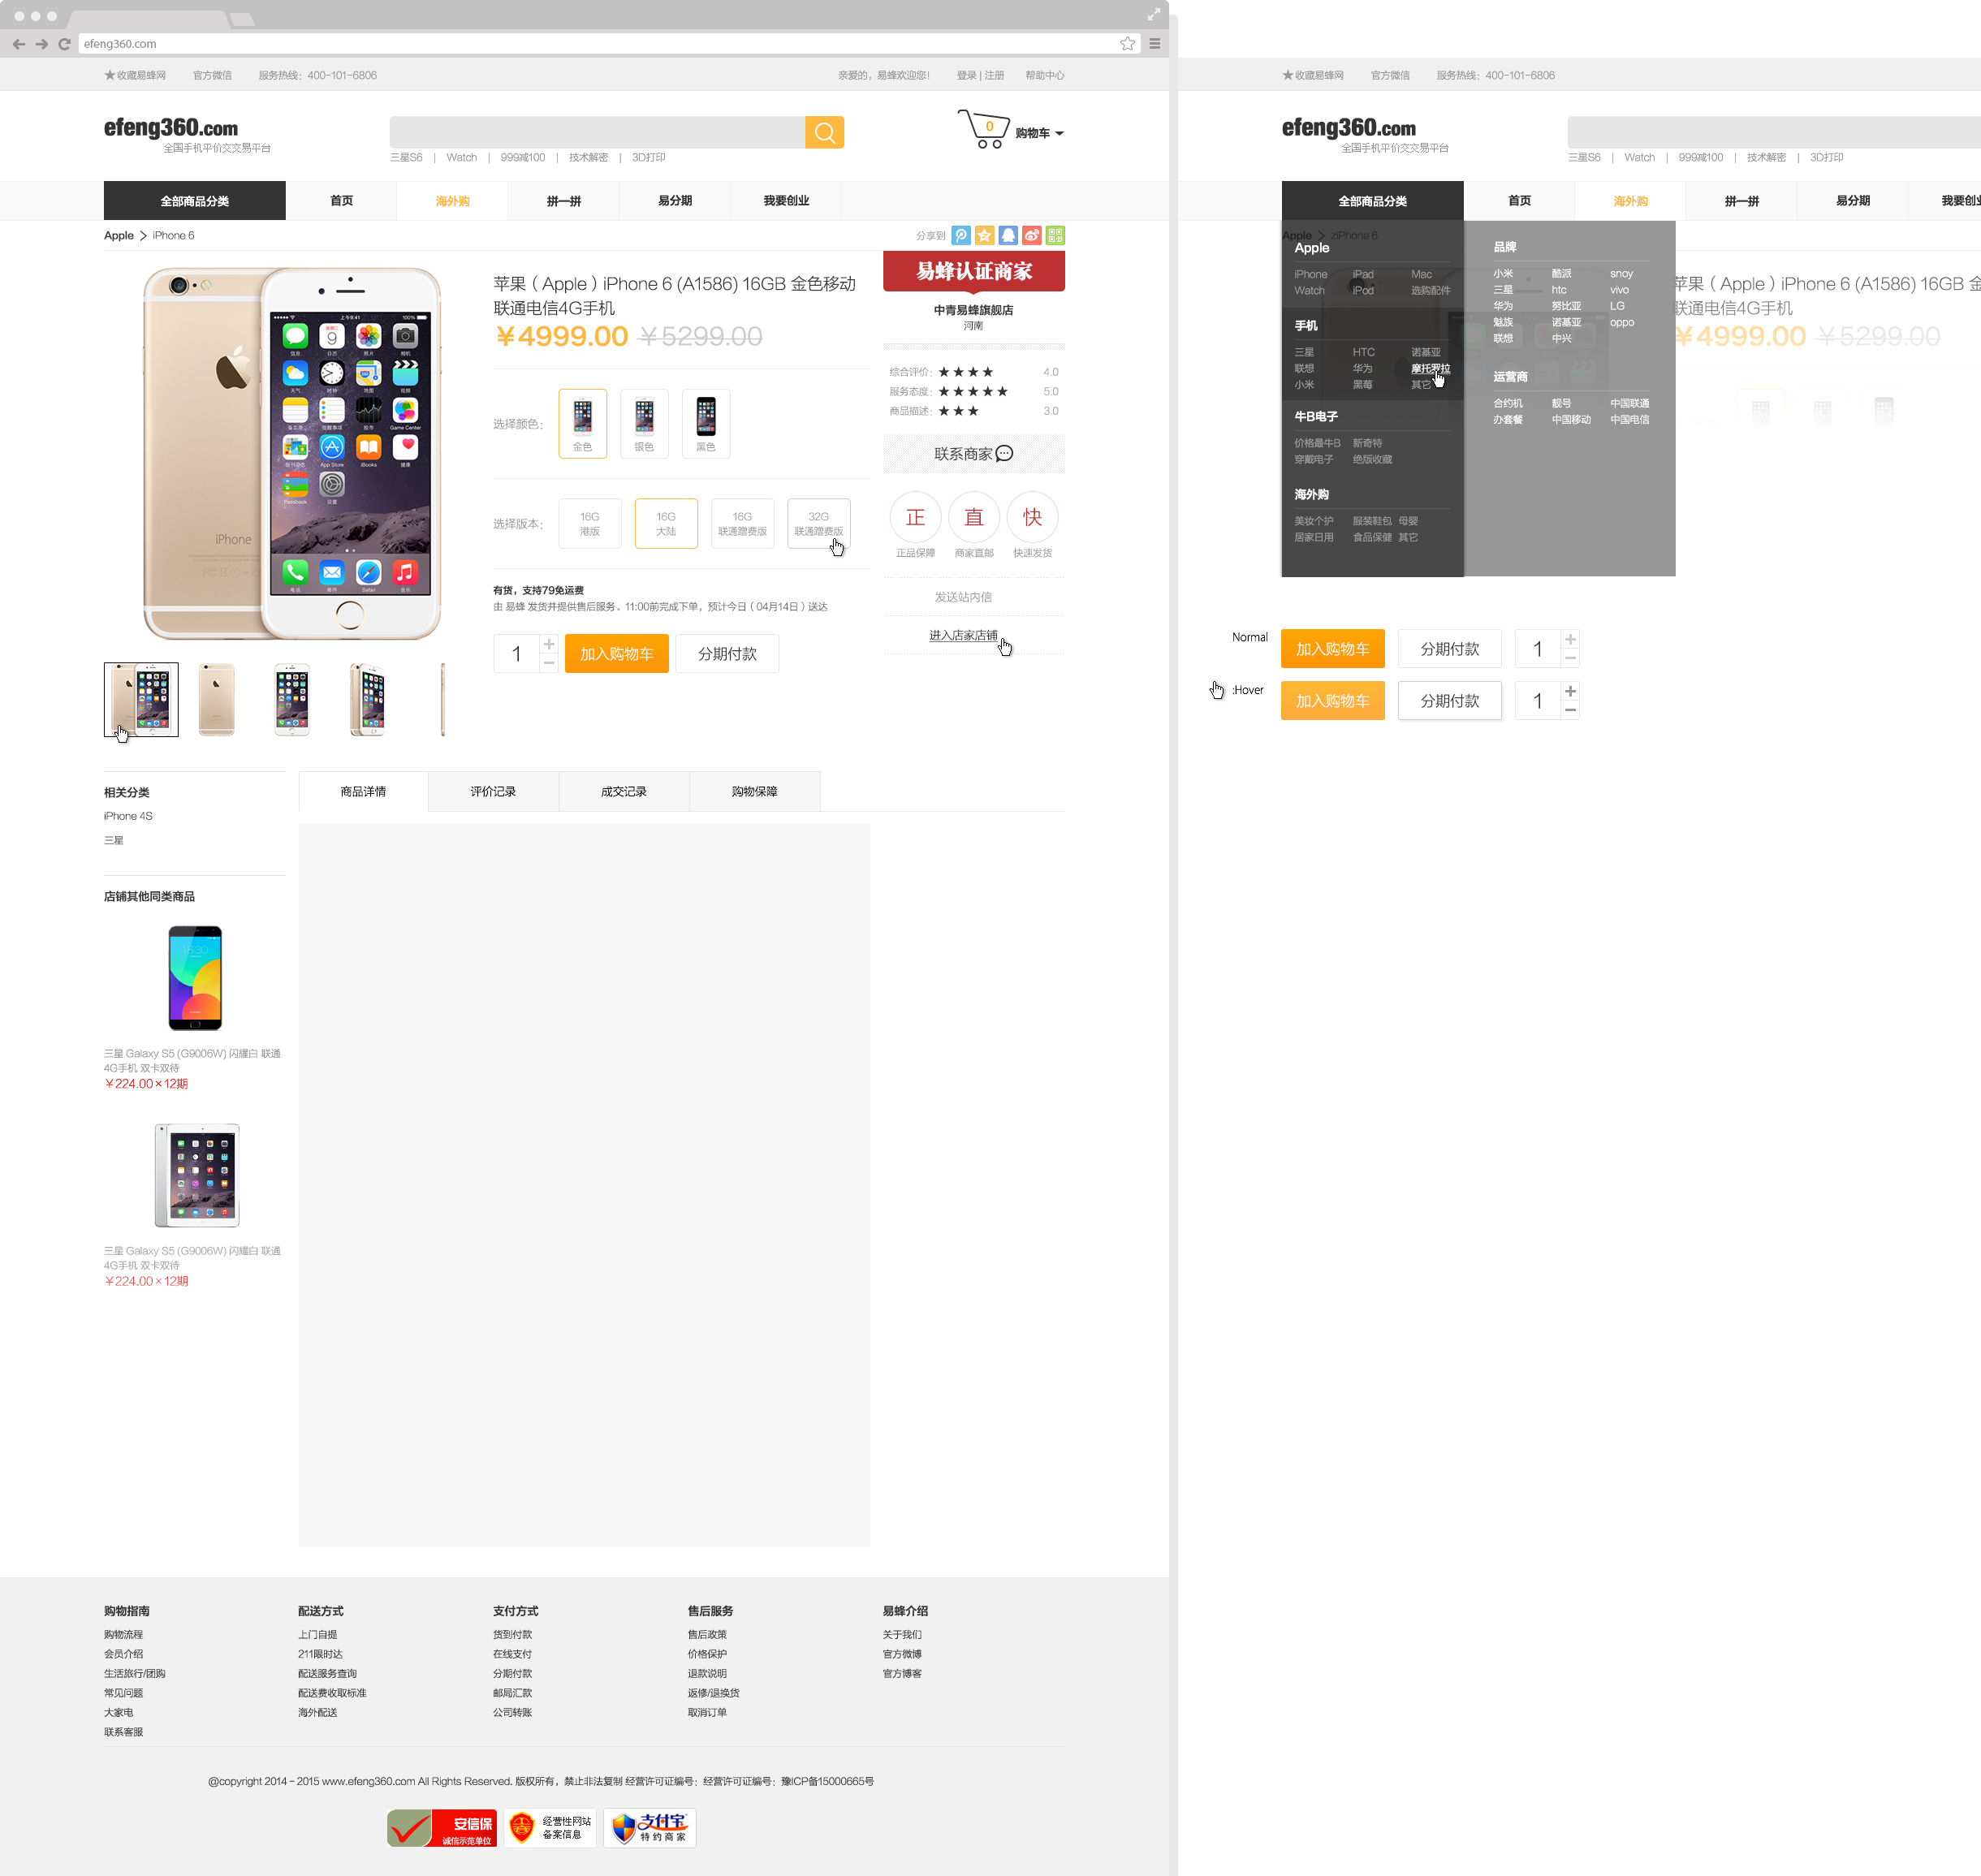 efeng360.com
收藏易蜂网 官方微信 服务热线：400-101-6806 亲爱的，易蜂欢迎您！ 登录 | 注册 帮助中心
efeng360.com
全国手机平价交交易平台
0 购物车
三星S6 | Watch | 999减100 | 技术解密 | 3D打印
全部商品分类 首页 海外购 拼一拼 易分期 我要创业
Apple > iPhone 6
分享到
苹果（Apple）iPhone 6 (A1586) 16GB 金色移动
联通电信4G手机
￥4999.00 ￥5299.00
选择颜色：
金色 银色 黑色
选择版本：
16G
港版
16G
大陆
16G
联通蹭费版
32G
联通蹭费版
有货，支持79免运费
由 易蜂 发货并提供售后服务。11:00前完成下单，预计今日（04月14日）送达
1 + − 加入购物车 分期付款
易蜂认证商家
中青易蜂旗舰店
河南
综合评价：★★★★ 4.0
服务态度：★★★★★ 5.0
商品描述：★★★ 3.0
联系商家
正 直 快
正品保障 商家直邮 快速发货
发送站内信
进入店家店铺
iPhone
相关分类
iPhone 4S
三星
店铺其他同类商品
三星 Galaxy S5 (G9006W) 闪耀白 联通
4G手机 双卡双待
￥224.00×12期
三星 Galaxy S5 (G9006W) 闪耀白 联通
4G手机 双卡双待
￥224.00×12期
商品详情 评价记录 成交记录 购物保障
购物指南
购物流程
会员介绍
生活旅行/团购
常见问题
大家电
联系客服
配送方式
上门自提
211限时达
配送服务查询
配送费收取标准
海外配送
支付方式
货到付款
在线支付
分期付款
邮局汇款
公司转账
售后服务
售后政策
价格保护
退款说明
返修/退换货
取消订单
易蜂介绍
关于我们
官方微博
官方博客
@copyright 2014－2015 www.efeng360.com All Rights Reserved. 版权所有，禁止非法复制 经营许可证编号：经营许可证编号：豫ICP备15000665号
安信保
诚信示范单位
经营性网站
备案信息
支付宝
特约商家
收藏易蜂网 官方微信 服务热线：400-101-6806
efeng360.com
全国手机平价交交易平台
三星S6 | Watch | 999减100 | 技术解密 | 3D打印
全部商品分类 首页 海外购 拼一拼 易分期 我要创
Apple > ziPhone 6
Apple
iPhone iPad Mac
Watch iPod 选购配件
手机
三星 HTC 诺基亚
联想 华为 摩托罗拉
小米 黑莓 其它
牛B电子
价格最牛B 新奇特
穿戴电子 绝版收藏
海外购
美妆个护 服装鞋包 母婴
居家日用 食品保健 其它
品牌
小米 酷派 snoy
三星 htc vivo
华为 努比亚 LG
魅族 诺基亚 oppo
联想 中兴
运营商
合约机 靓号 中国联通
办套餐 中国移动 中国电信
苹果（Apple）iPhone 6 (A1586) 16GB 金
联通电信4G手机
￥4999.00 ￥5299.00
Normal 加入购物车 分期付款 1 + −
:Hover 加入购物车 分期付款 1 + −